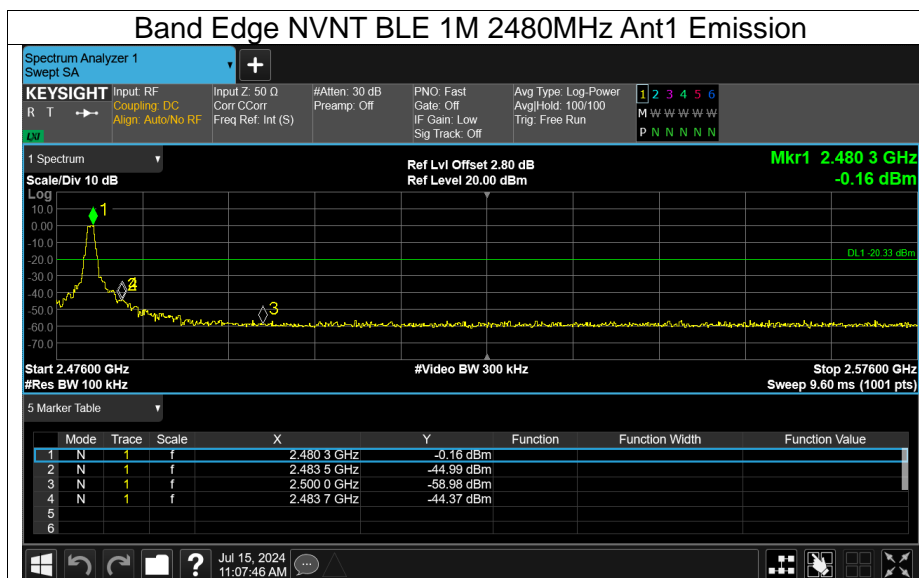 Band Edge NVNT BLE 1M 2480MHz Ant1 Emission
Spectrum Analyzer 1
Swept SA
+
KEYSIGHT Input: RF Input Z: 50 Ω #Atten: 30 dB PNO: Fast Avg Type: Log-Power 1 2 3 4 5 6
R T Coupling: DC Corr CCorr Preamp: Off Gate: Off Avg|Hold: 100/100 M W W W W W
Align: Auto/No RF Freq Ref: Int (S) IF Gain: Low Trig: Free Run
LXI Sig Track: Off P N N N N N
1 Spectrum Ref Lvl Offset 2.80 dB Mkr1 2.480 3 GHz
Scale/Div 10 dB Ref Level 20.00 dBm -0.16 dBm
Log
10.0 1
0.00
-10.0
-20.0 DL1 -20.33 dBm
-30.0
-40.0 2 4
-50.0 3
-60.0
-70.0
Start 2.47600 GHz #Video BW 300 kHz Stop 2.57600 GHz
#Res BW 100 kHz Sweep 9.60 ms (1001 pts)
5 Marker Table
Mode Trace Scale X Y Function Function Width Function Value
1 N 1 f 2.480 3 GHz -0.16 dBm
2 N 1 f 2.483 5 GHz -44.99 dBm
3 N 1 f 2.500 0 GHz -58.98 dBm
4 N 1 f 2.483 7 GHz -44.37 dBm
5
6
? Jul 15, 2024
11:07:46 AM